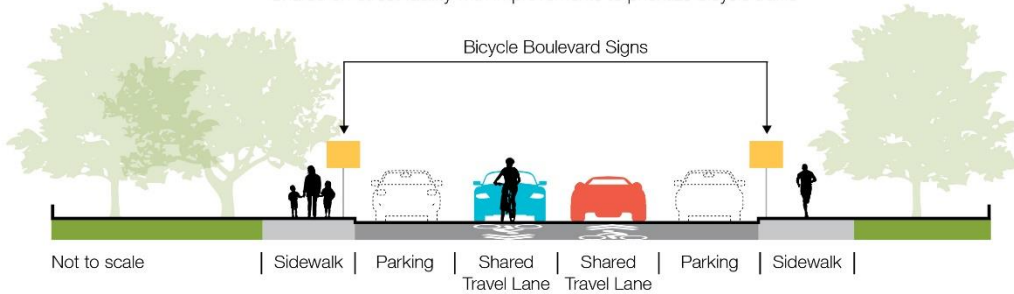 Bicycle Boulevard Signs
Not to scale
Sidewalk
Parking
Shared
Travel Lane
Shared
Travel Lane
Parking
Sidewalk